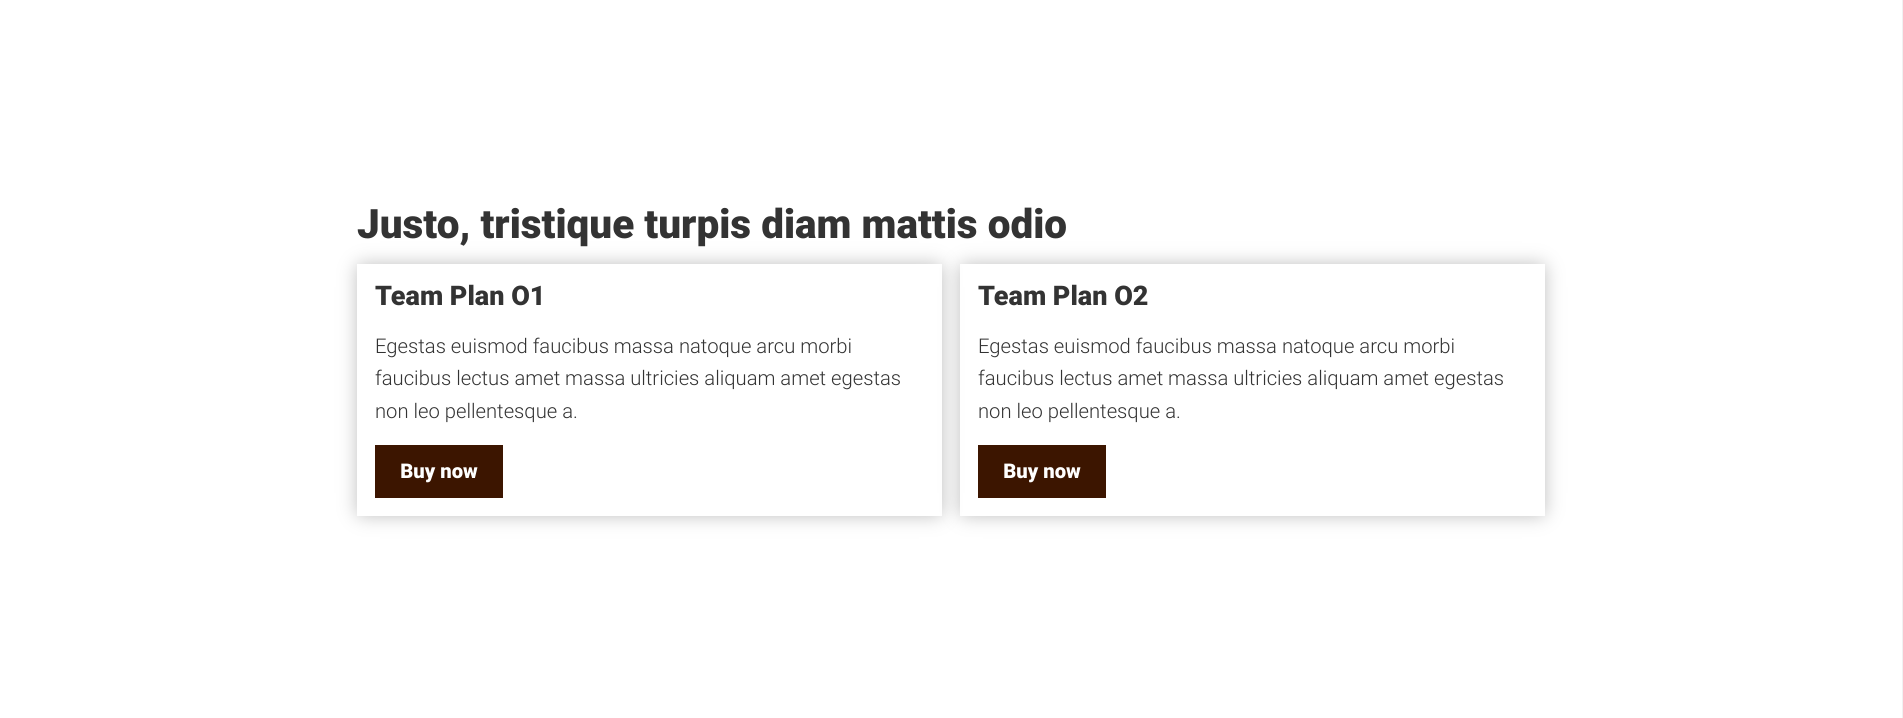 Justo, tristique turpis diam mattis odio
Team Plan O1
Egestas euismod faucibus massa natoque arcu morbi
faucibus lectus amet massa ultricies aliquam amet egestas
non leo pellentesque a.
Buy now
Team Plan O2
Egestas euismod faucibus massa natoque arcu morbi
faucibus lectus amet massa ultricies aliquam amet egestas
non leo pellentesque a.
Buy now